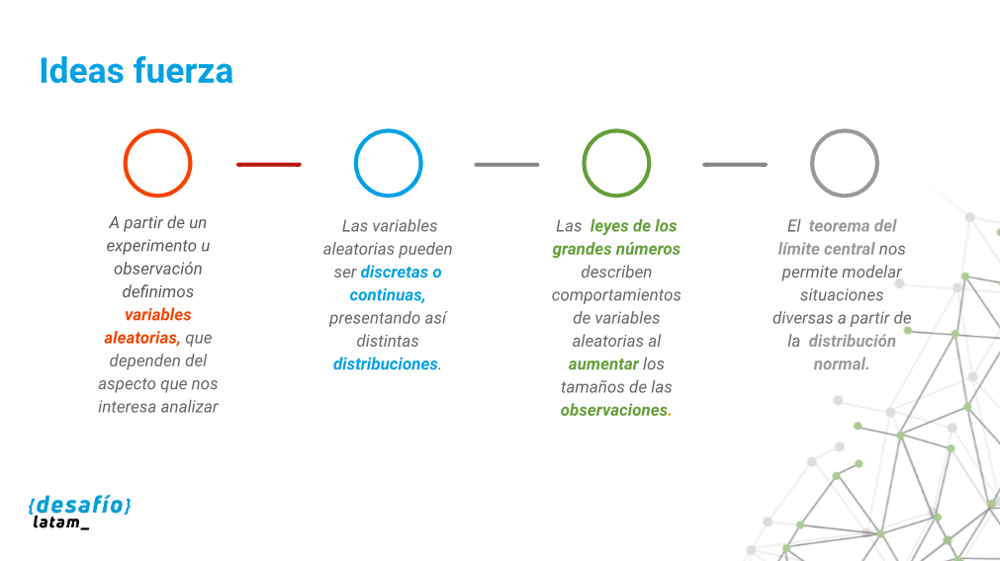 Ideas fuerza
A partir de un
experimento u
observación
definimos
variables
aleatorias, que
dependen del
aspecto que nos
interesa analizar
Las variables
aleatorias pueden
ser discretas o
continuas,
presentando así
distintas
distribuciones.
Las leyes de los
grandes números
describen
comportamientos
de variables
aleatorias al
aumentar los
tamaños de las
observaciones.
El teorema del
límite central nos
permite modelar
situaciones
diversas a partir de
la distribución
normal.
{desafío}
latam_